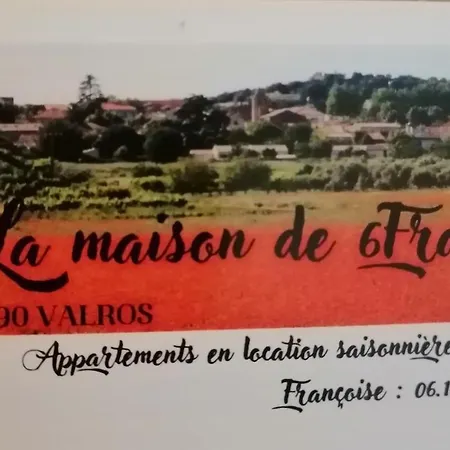 La maison de 6Fra
90 VALROS
Appartements en location saisonnière
Françoise : 06.1